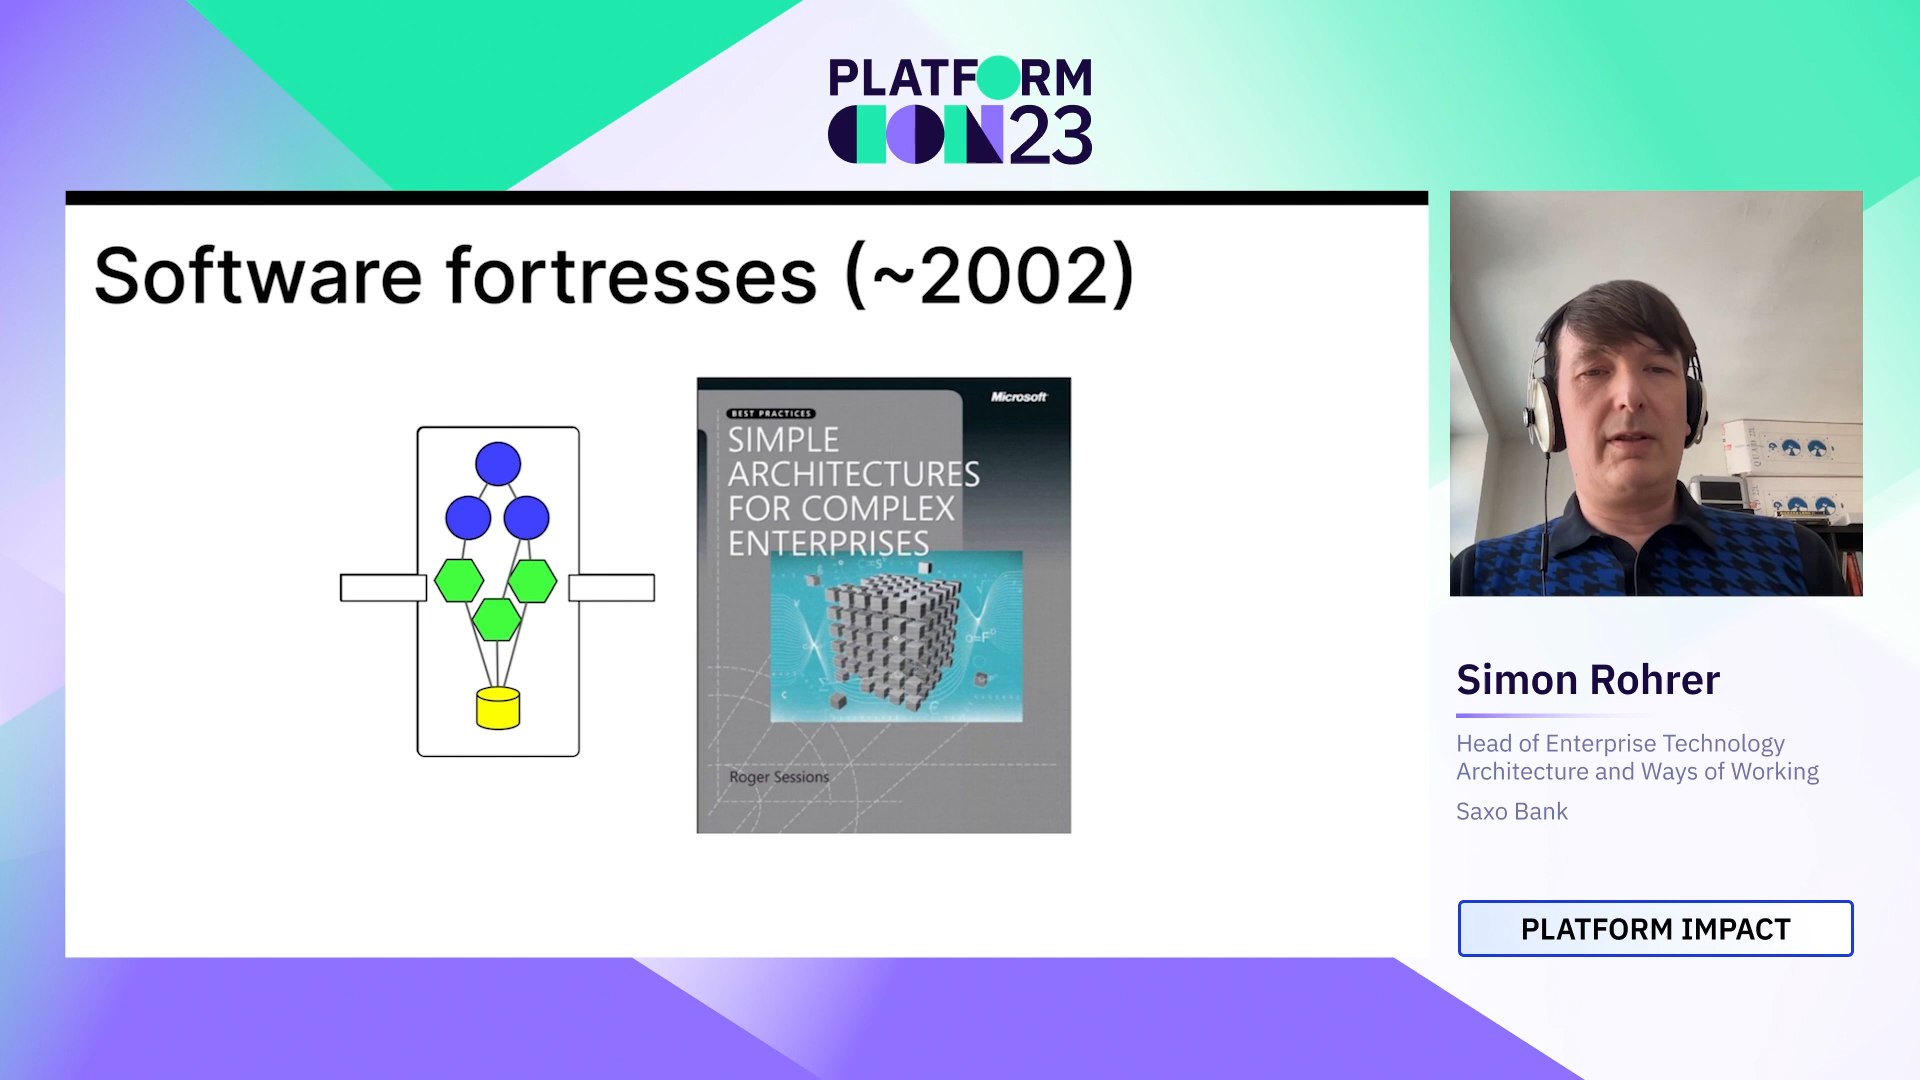 PLATFORM
CON23
Software fortresses (~2002)
Microsoft
BEST PRACTICES
SIMPLE
ARCHITECTURES
FOR COMPLEX
ENTERPRISES
Roger Sessions
Simon Rohrer
Head of Enterprise Technology
Architecture and Ways of Working
Saxo Bank
PLATFORM IMPACT